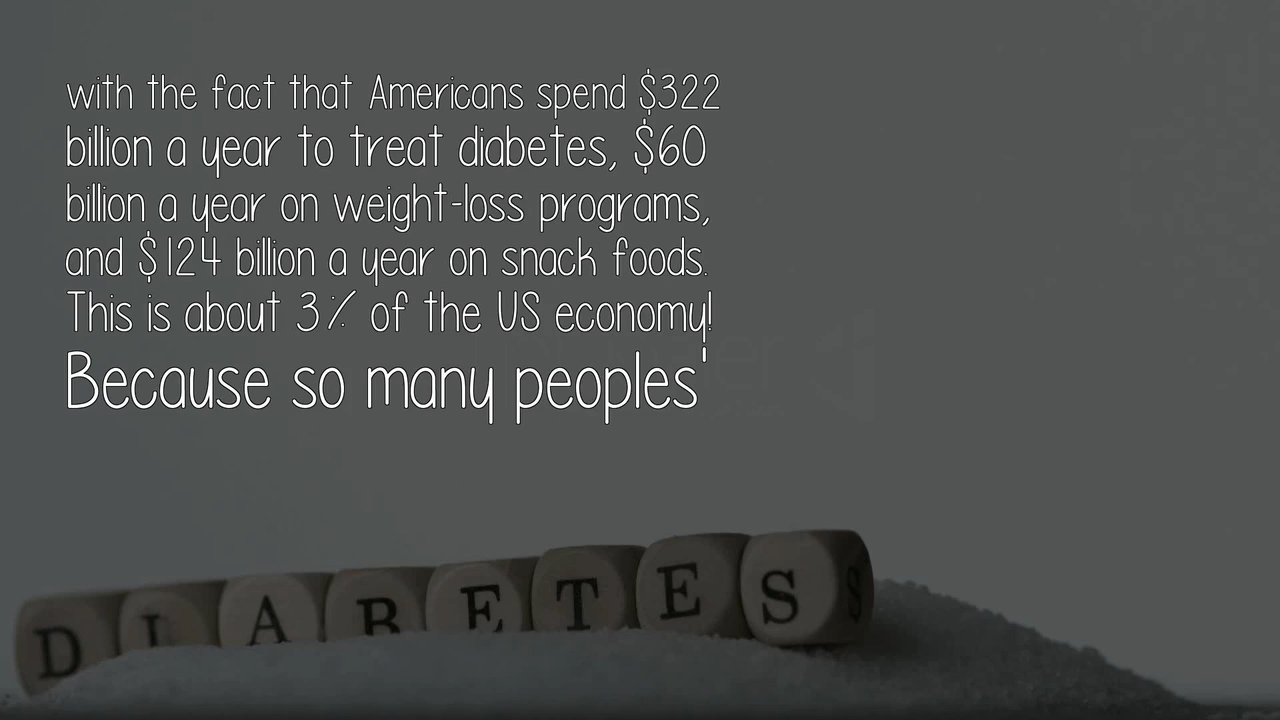 with the fact that Americans spend $322
billion a year to treat diabetes, $60
billion a year on weight-loss programs,
and $124 billion a year on snack foods.
This is about 3% of the US economy!
Because so many peoples'
DIABETES S